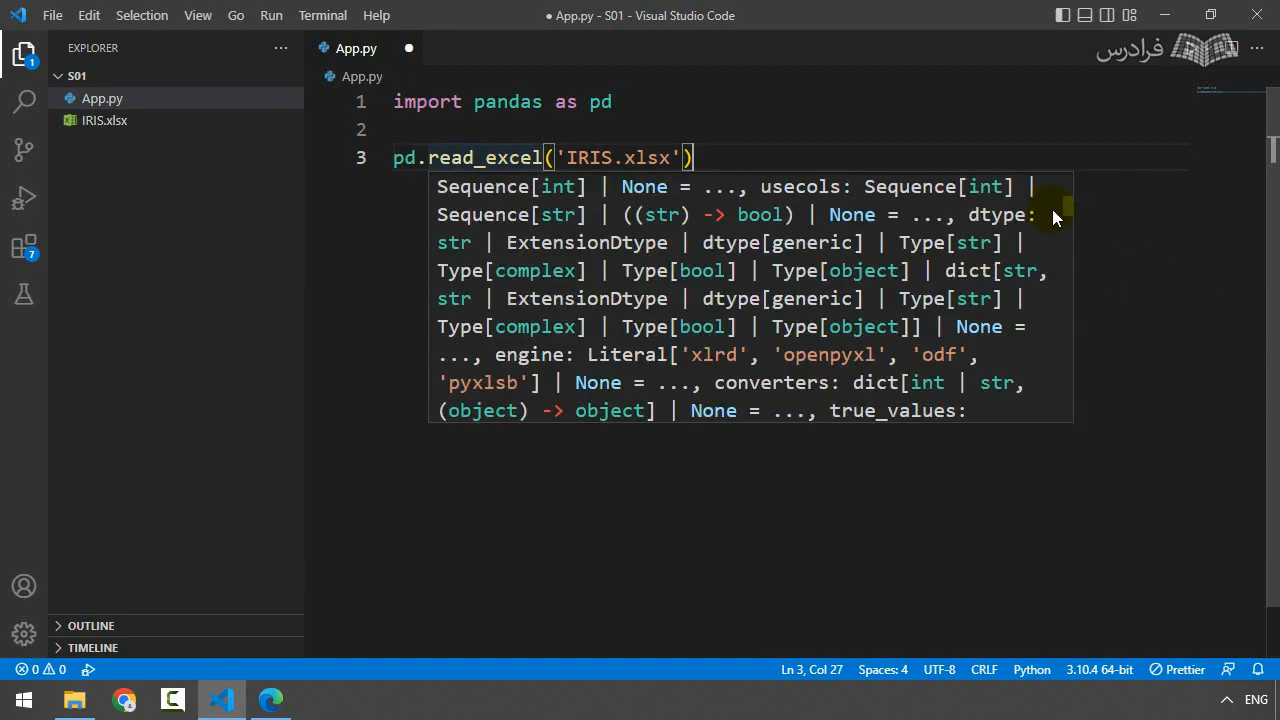 File Edit Selection View Go Run Terminal Help
● App.py - S01 - Visual Studio Code
EXPLORER
App.py
فرادرس
S01
App.py
App.py
IRIS.xlsx
1 import pandas as pd
2
3 pd.read_excel('IRIS.xlsx')
Sequence[int] | None = ..., usecols: Sequence[int] |
Sequence[str] | ((str) -> bool) | None = ..., dtype:
str | ExtensionDtype | dtype[generic] | Type[str] |
Type[complex] | Type[bool] | Type[object] | dict[str,
str | ExtensionDtype | dtype[generic] | Type[str] |
Type[complex] | Type[bool] | Type[object]] | None =
..., engine: Literal['xlrd', 'openpyxl', 'odf',
'pyxlsb'] | None = ..., converters: dict[int | str,
(object) -> object] | None = ..., true_values:
1
7
OUTLINE
TIMELINE
0 0 Ln 3, Col 27 Spaces: 4 UTF-8 CRLF Python 3.10.4 64-bit Prettier
C ENG